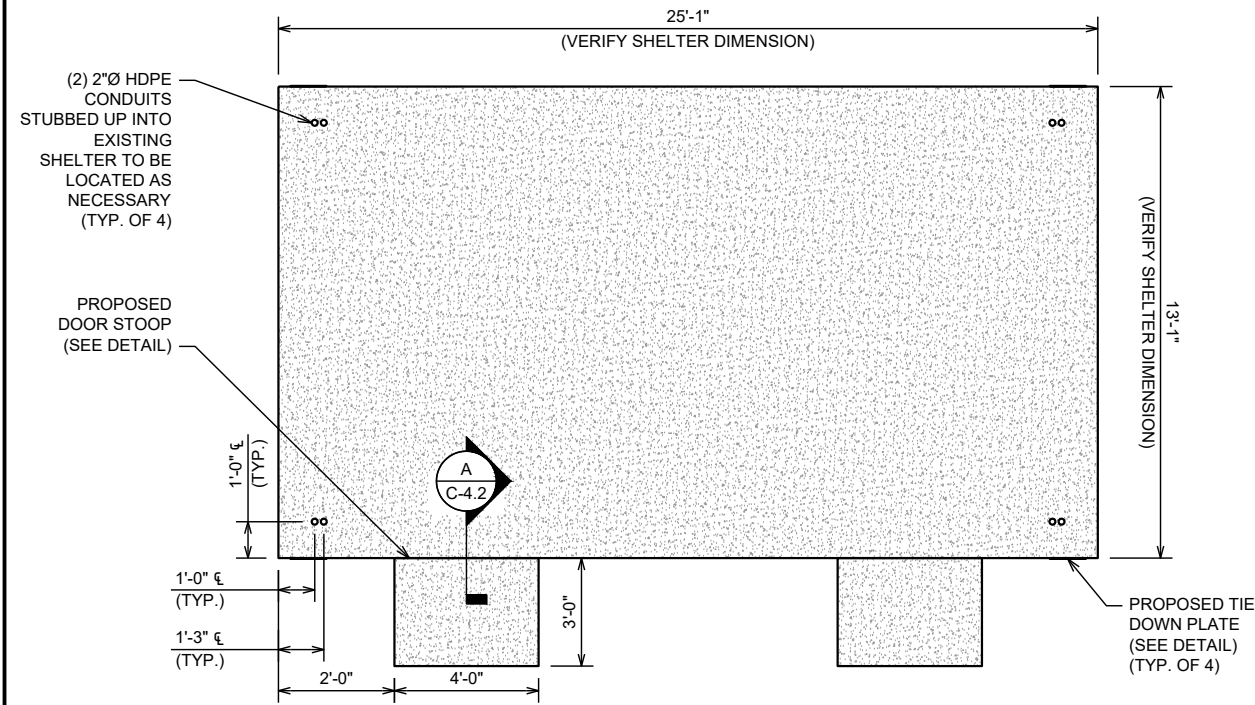 25'-1"
(VERIFY SHELTER DIMENSION)
(2) 2"Ø HDPE
CONDUITS
STUBBED UP INTO
EXISTING
SHELTER TO BE
LOCATED AS
NECESSARY
(TYP. OF 4)
13'-1"
(VERIFY SHELTER DIMENSION)
PROPOSED
DOOR STOOP
(SEE DETAIL)
1'-0" ℄
(TYP.)
A
C-4.2
1'-0" ℄
(TYP.)
1'-3" ℄
(TYP.)
3'-0"
2'-0"
4'-0"
PROPOSED TIE
DOWN PLATE
(SEE DETAIL)
(TYP. OF 4)